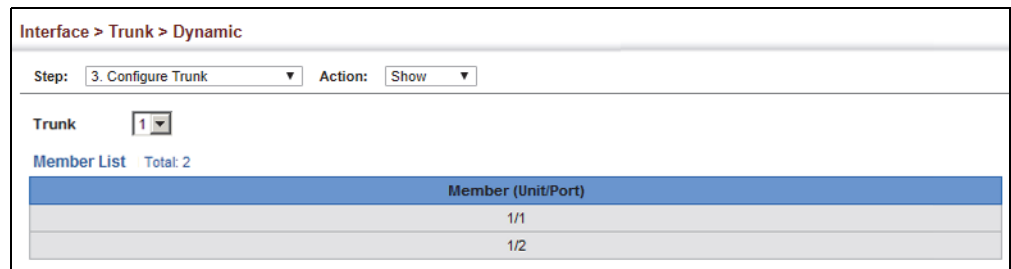 Interface > Trunk > Dynamic
Step: 3. Configure Trunk Action: Show
Trunk 1
Member List Total: 2
Member (Unit/Port)
1/1
1/2